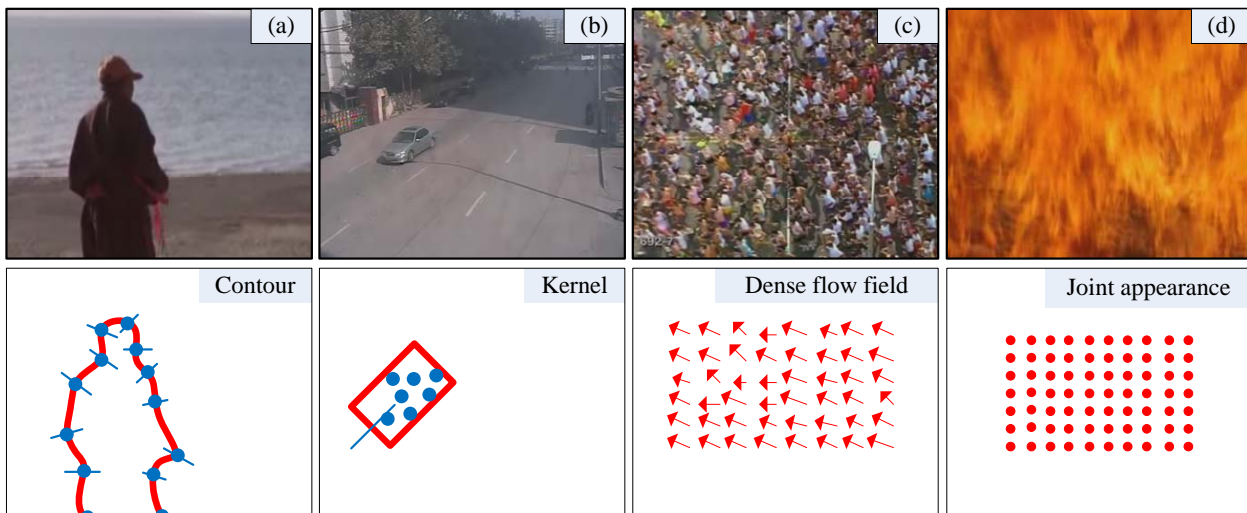 (a)
(b)
(c)
(d)
692-7
Contour
Kernel
Dense flow field
Joint appearance